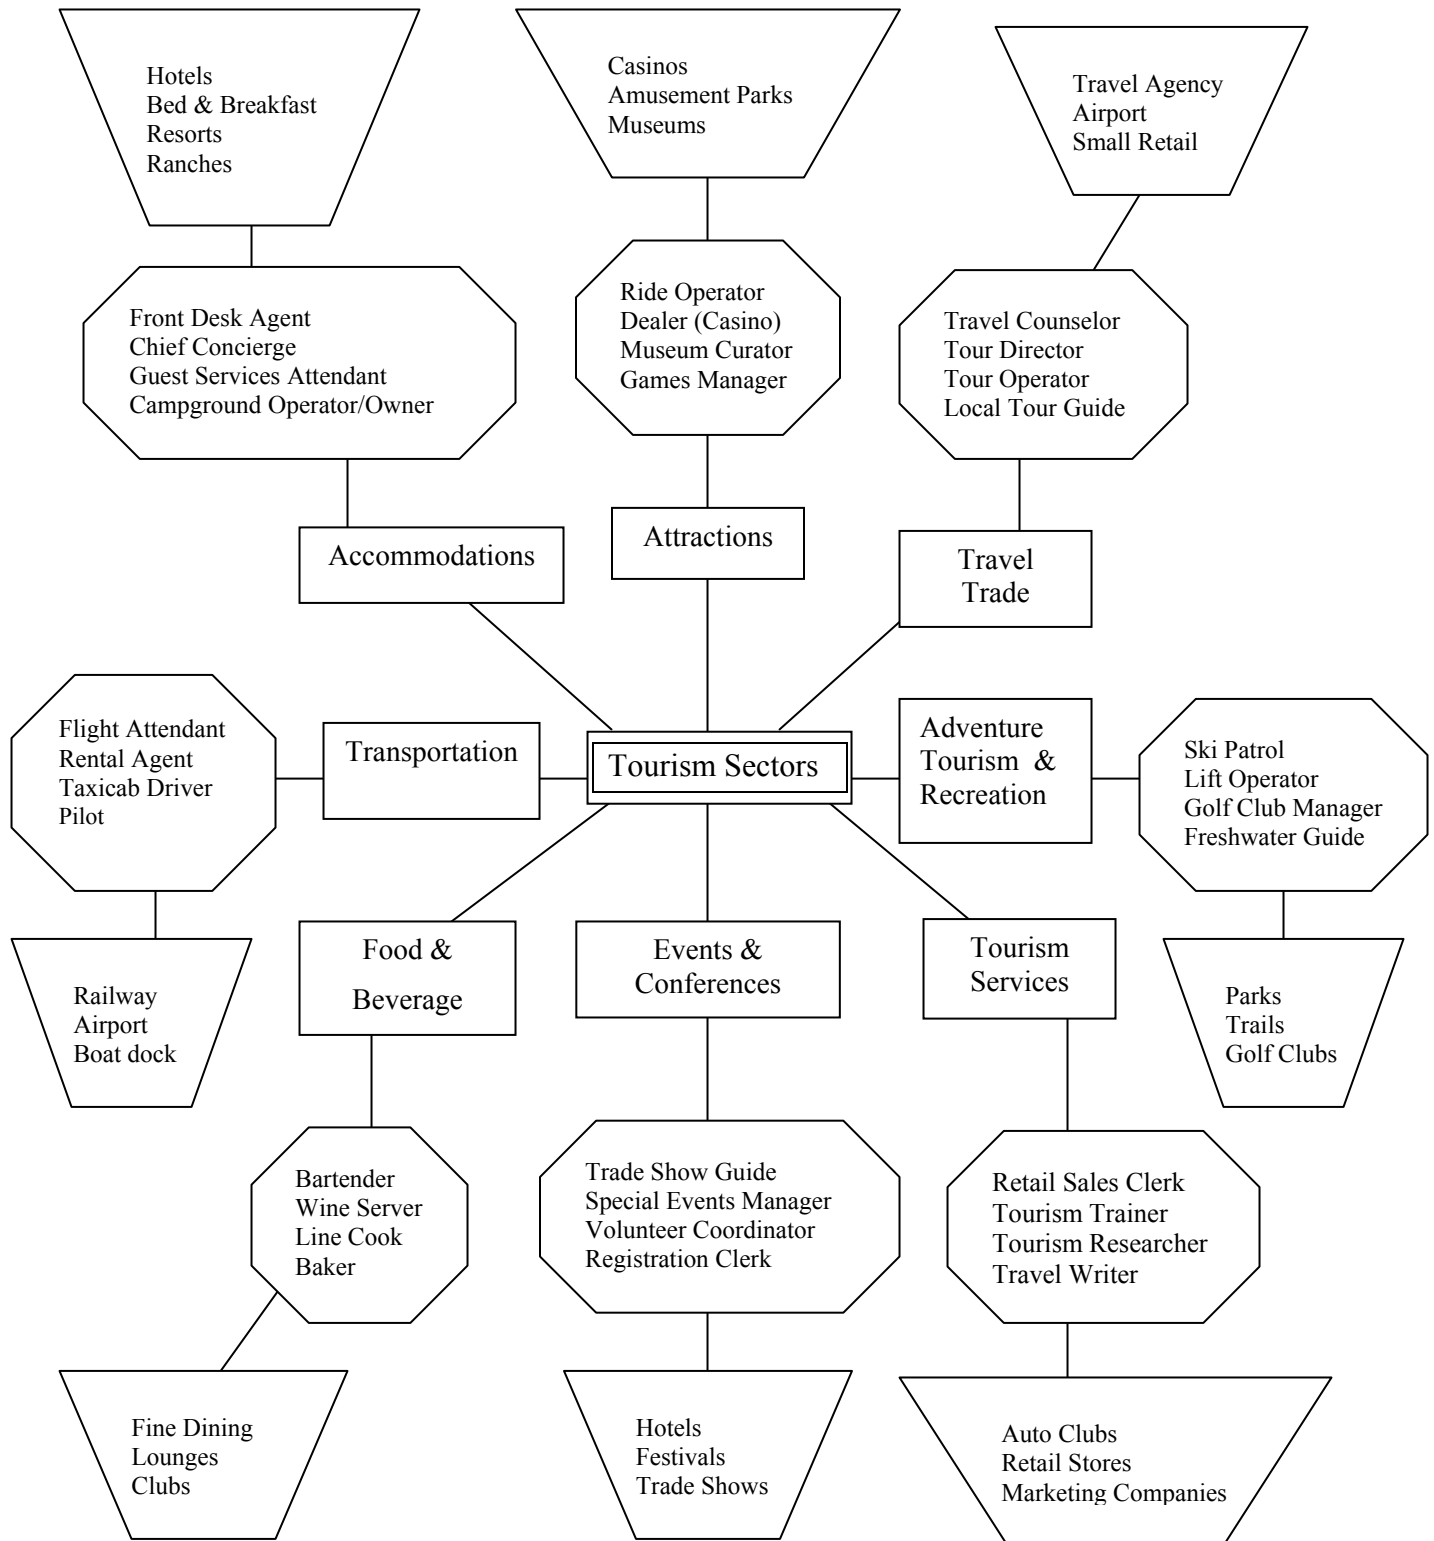 Hotels
Bed & Breakfast
Resorts
Ranches
Casinos
Amusement Parks
Museums
Travel Agency
Airport
Small Retail
Front Desk Agent
Chief Concierge
Guest Services Attendant
Campground Operator/Owner
Ride Operator
Dealer (Casino)
Museum Curator
Games Manager
Travel Counselor
Tour Director
Tour Operator
Local Tour Guide
Accommodations
Attractions
Travel
Trade
Flight Attendant
Rental Agent
Taxicab Driver
Pilot
Transportation
Tourism Sectors
Adventure
Tourism &
Recreation
Ski Patrol
Lift Operator
Golf Club Manager
Freshwater Guide
Railway
Airport
Boat dock
Food &
Beverage
Events &
Conferences
Tourism
Services
Parks
Trails
Golf Clubs
Bartender
Wine Server
Line Cook
Baker
Trade Show Guide
Special Events Manager
Volunteer Coordinator
Registration Clerk
Retail Sales Clerk
Tourism Trainer
Tourism Researcher
Travel Writer
Fine Dining
Lounges
Clubs
Hotels
Festivals
Trade Shows
Auto Clubs
Retail Stores
Marketing Companies